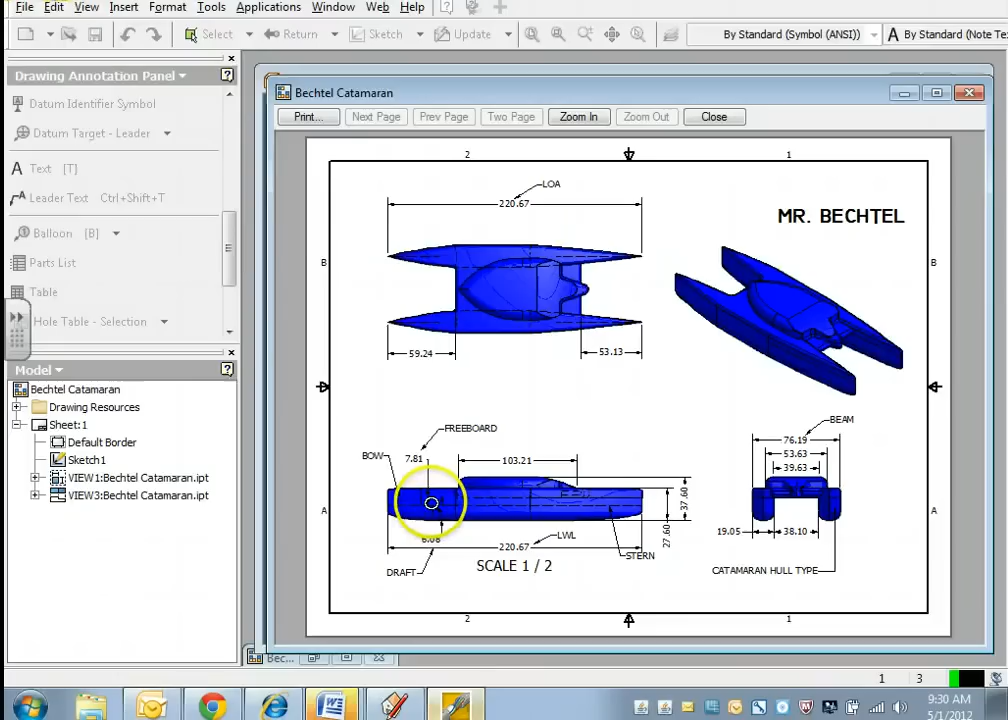 File Edit View Insert Format Tools Applications Window Web Help
Select Return Sketch Update By Standard (Symbol (ANSI)) By Standard (Note Te
Drawing Annotation Panel
Datum Identifier Symbol
Datum Target - Leader
Text [T]
Leader Text Ctrl+Shift+T
Balloon [B]
Parts List
Table
Hole Table - Selection
Model
Bechtel Catamaran
Drawing Resources
Sheet:1
Default Border
Sketch1
VIEW1:Bechtel Catamaran.ipt
VIEW3:Bechtel Catamaran.ipt
Bechtel Catamaran
Print... Next Page Prev Page Two Page Zoom In Zoom Out Close
2 1
LOA
220.67
MR. BECHTEL
B B
59.24 53.13
BEAM
FREEBOARD
76.19
7.81
BOW
103.21
53.63
39.63
37.60
A A
6.08
19.05 38.10
27.60
LWL
220.67
STERN
DRAFT
SCALE 1 / 2
CATAMARAN HULL TYPE
2 1
Bec...
1 3
9:30 AM
5/1/2012